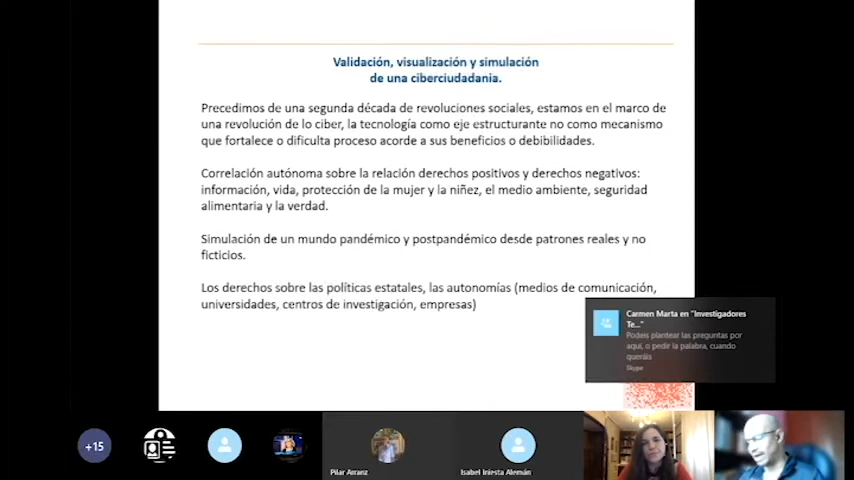 Validación, visualización y simulación
de una ciberciudadania.
Precedimos de una segunda década de revoluciones sociales, estamos en el marco de
una revolución de lo ciber, la tecnología como eje estructurante no como mecanismo
que fortalece o dificulta proceso acorde a sus beneficios o debibilidades.
Correlación autónoma sobre la relación derechos positivos y derechos negativos:
información, vida, protección de la mujer y la niñez, el medio ambiente, seguridad
alimentaria y la verdad.
Simulación de un mundo pandémico y postpandémico desde patrones reales y no
ficticios.
Los derechos sobre las políticas estatales, las autonomías (medios de comunicación,
universidades, centros de investigación, empresas)
Carmen Marta en "Investigadores
Te..."
Podeis plantear las preguntas por
aquí, o pedir la palabra, cuando
queráis
Skype
+15
Pilar Arranz
Isabel Iniesta Alemán